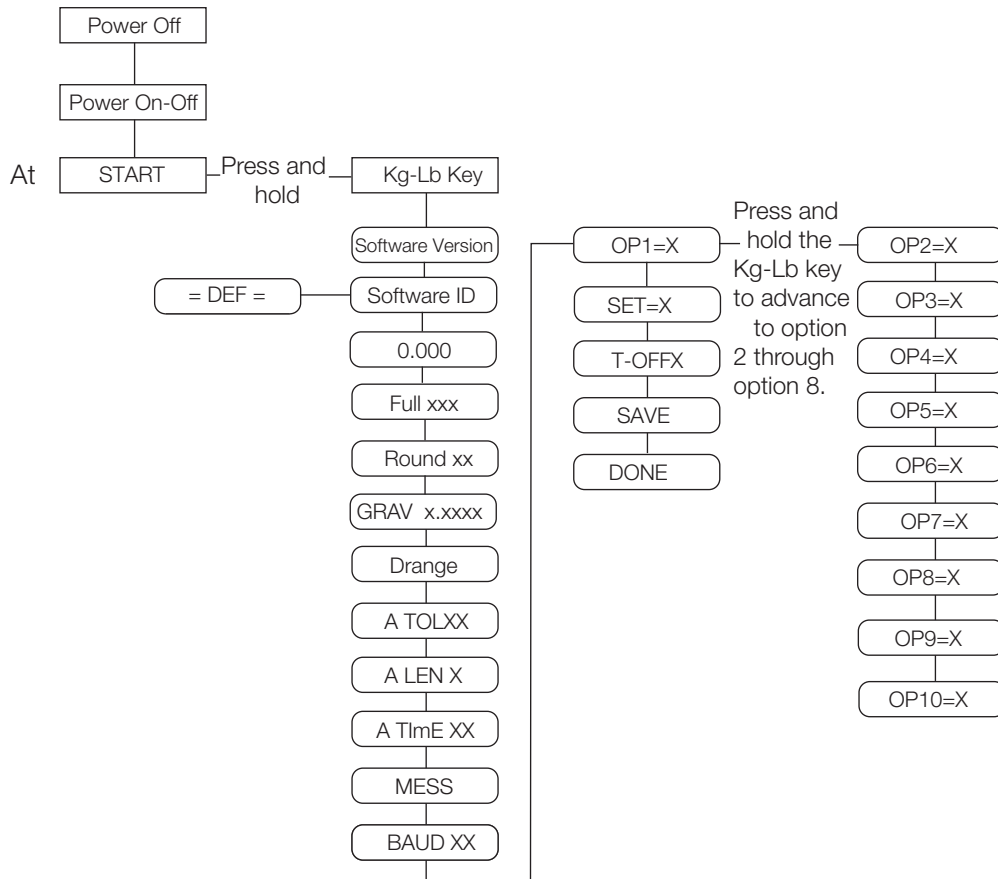 Power Off
Power On-Off
At
START
Press and
hold
Kg-Lb Key
Software Version
= DEF =
Software ID
0.000
Full xxx
Round xx
GRAV x.xxxx
Drange
A TOLXX
A LEN X
A TImE XX
MESS
BAUD XX
OP1=X
SET=X
T-OFFX
SAVE
DONE
Press and
hold the
Kg-Lb key
to advance
to option
2 through
option 8.
OP2=X
OP3=X
OP4=X
OP5=X
OP6=X
OP7=X
OP8=X
OP9=X
OP10=X